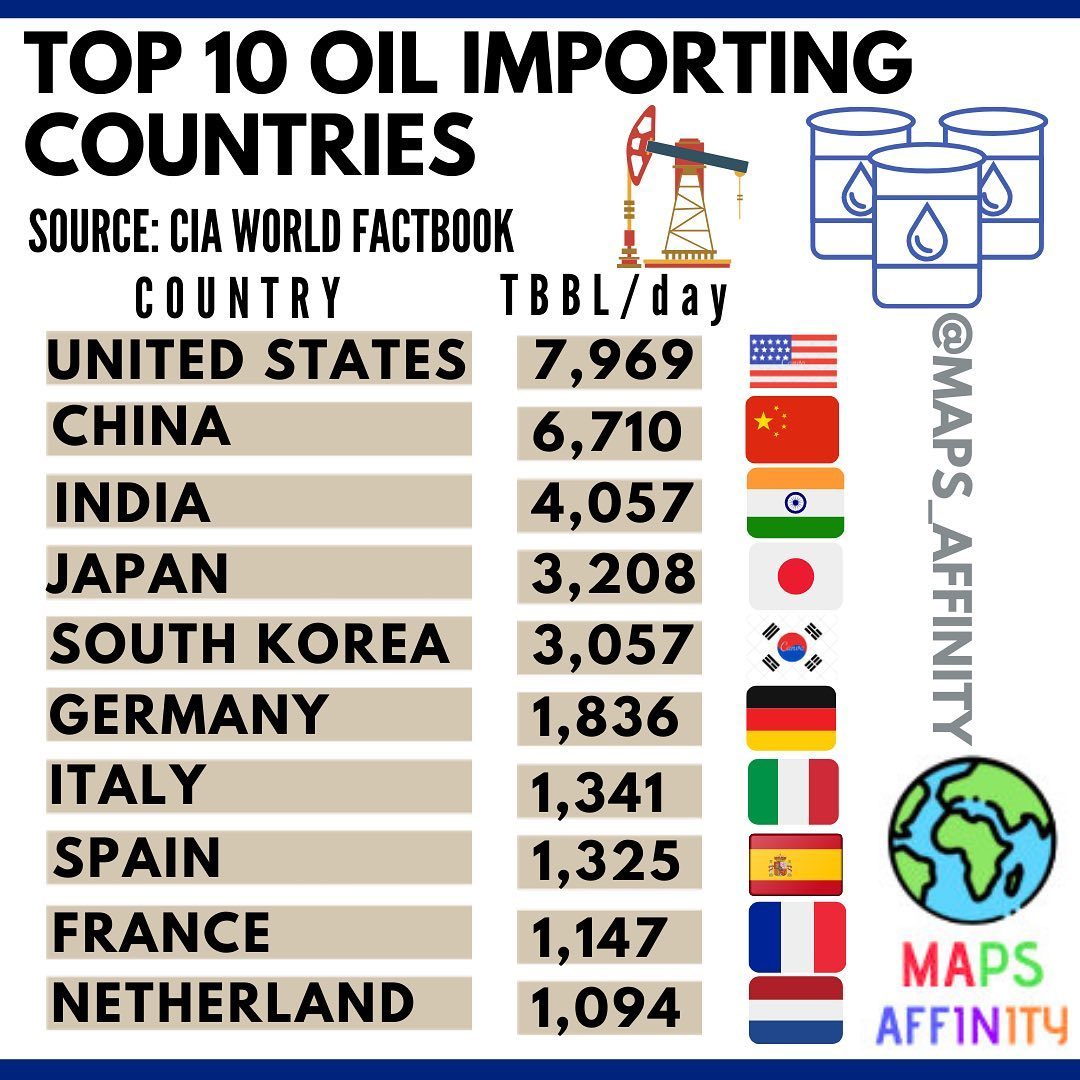 TOP 10 OIL IMPORTING
COUNTRIES
SOURCE: CIA WORLD FACTBOOK
COUNTRY TBBL/day
UNITED STATES 7,969
CHINA 6,710
INDIA 4,057
JAPAN 3,208
SOUTH KOREA 3,057
Canva
GERMANY 1,836
ITALY 1,341
SPAIN 1,325
FRANCE 1,147
NETHERLAND 1,094
@MAPS_AFFINITY
MAPS
AFFINITY